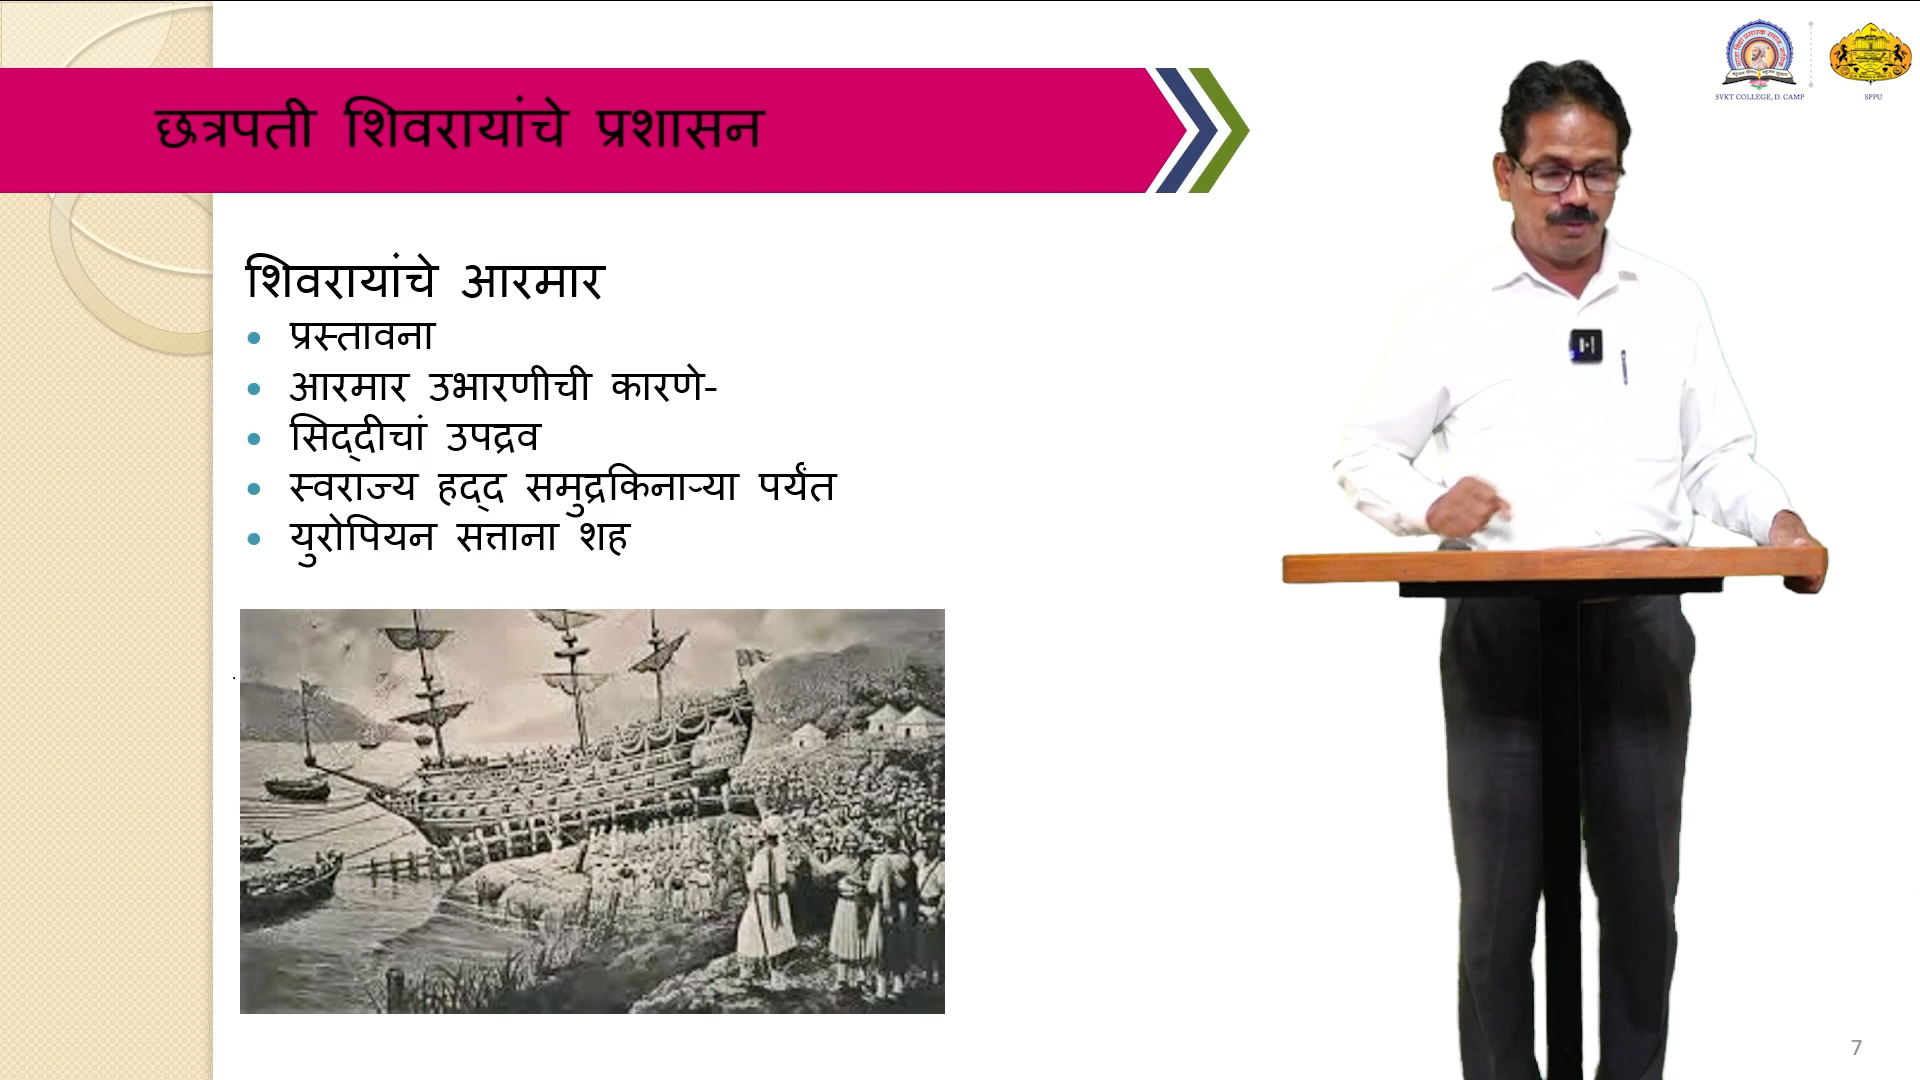 SVKT COLLEGE, D. CAMP
SPPU
छत्रपती शिवरायांचे प्रशासन
शिवरायांचे आरमार
प्रस्तावना
आरमार उभारणीची कारणे-
सिद्दीचां उपद्रव
स्वराज्य हद्द समुद्रकिनाऱ्या पर्यंत
युरोपियन सत्ताना शह
7